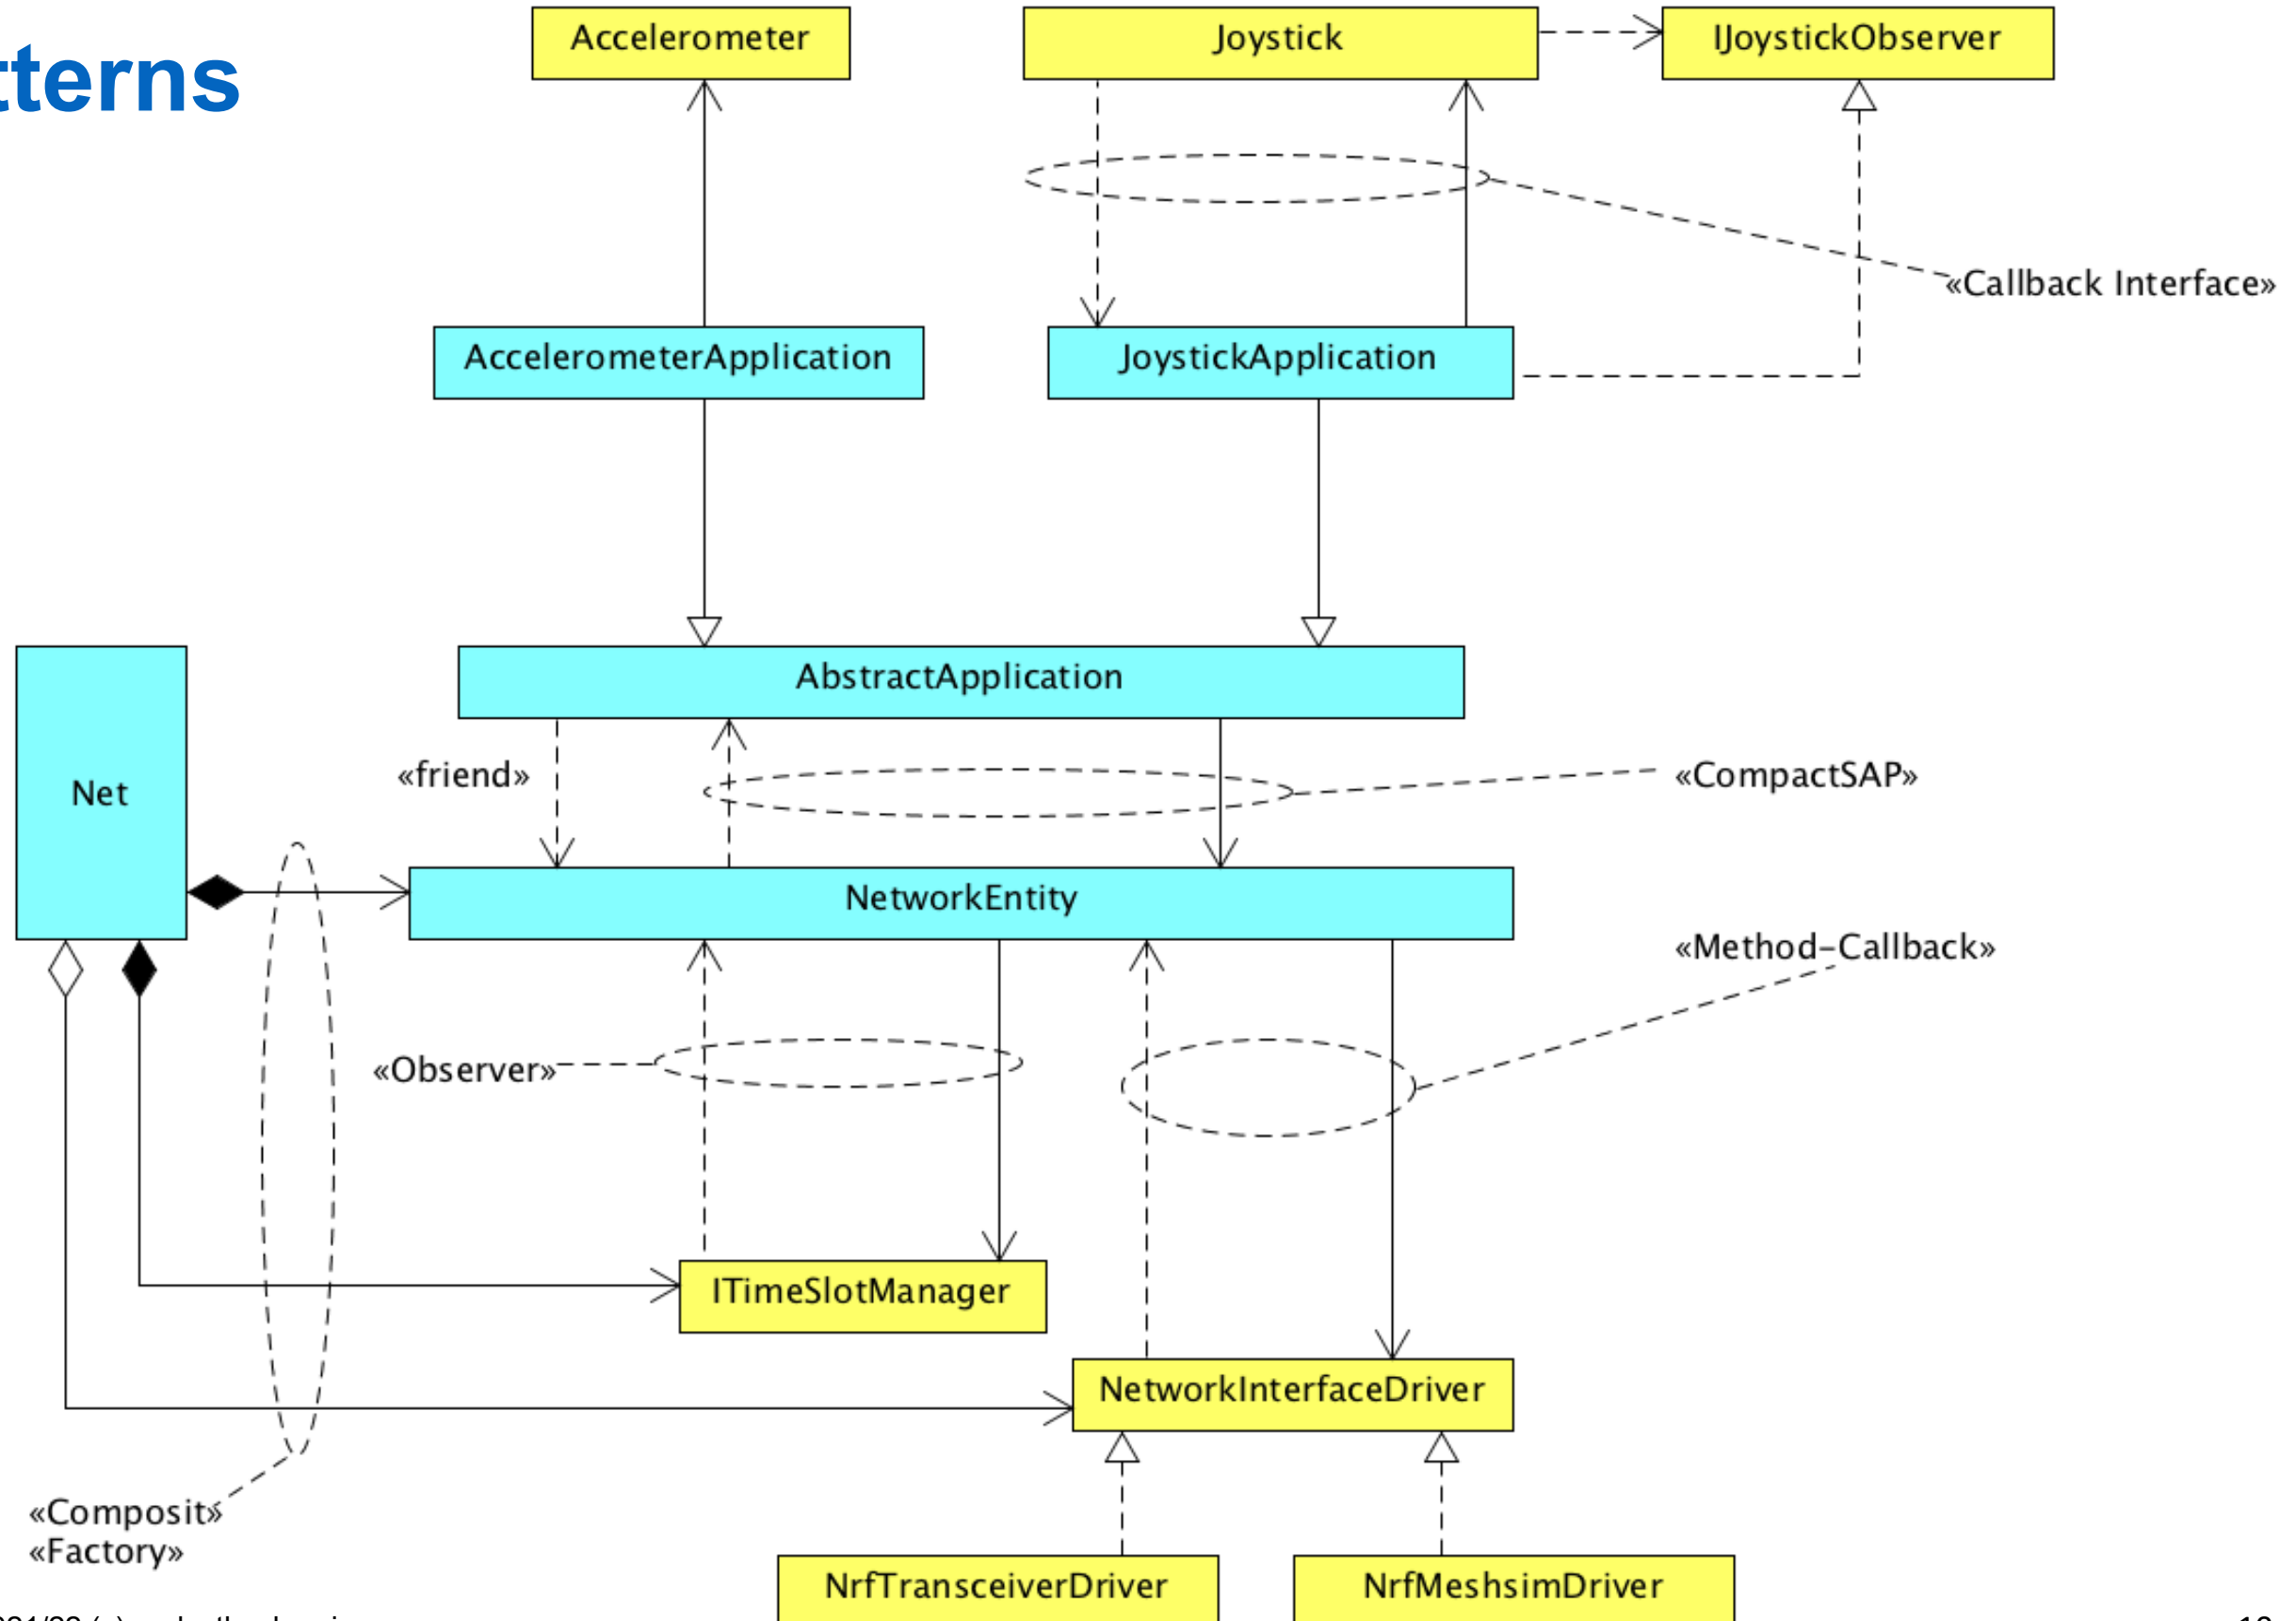 tterns
Accelerometer
Joystick
IJoystickObserver
«Callback Interface»
AccelerometerApplication
JoystickApplication
AbstractApplication
«friend»
«CompactSAP»
Net
NetworkEntity
«Method-Callback»
«Observer»
ITimeSlotManager
NetworkInterfaceDriver
«Composit»
«Factory»
NrfTransceiverDriver
NrfMeshsimDriver